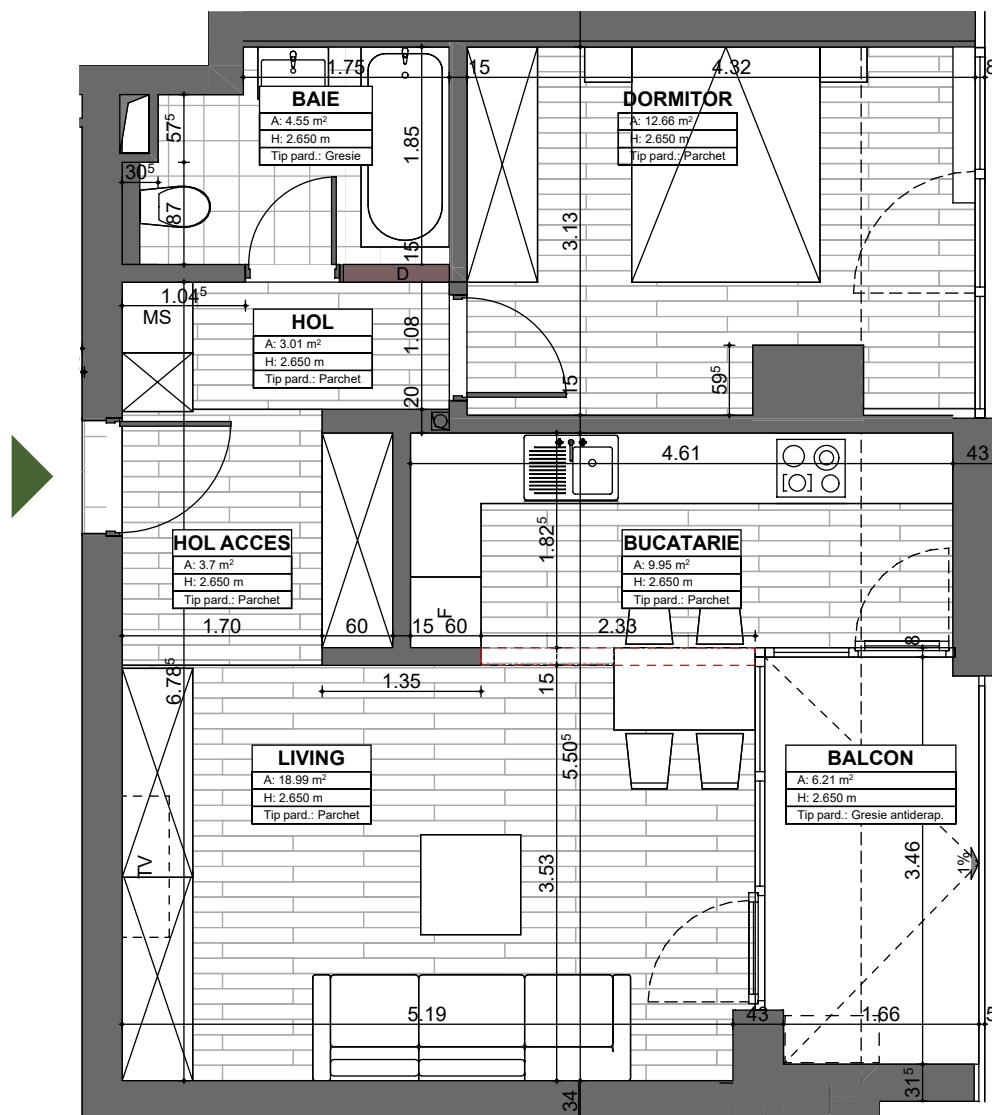 1.75
15
4.32
8
BAIE
A: 4.55 m²
H: 2.650 m
Tip pard.: Gresie
DORMITOR
A: 12.66 m²
H: 2.650 m
Tip pard.: Parchet
57⁵
1.85
30⁵
87
15
3.13
D
1.04⁵
MS
HOL
A: 3.01 m²
H: 2.650 m
Tip pard.: Parchet
1.08
20
15
59⁵
4.61
43
HOL ACCES
A: 3.7 m²
H: 2.650 m
Tip pard.: Parchet
1.82⁵
BUCATARIE
A: 9.95 m²
H: 2.650 m
Tip pard.: Parchet
F
1.70
60
15
60
2.33
8
6.78⁵
1.35
15
5.50⁵
LIVING
A: 18.99 m²
H: 2.650 m
Tip pard.: Parchet
BALCON
A: 6.21 m²
H: 2.650 m
Tip pard.: Gresie antiderap.
TV
3.53
3.46
1%
5.19
43
1.66
5
34
31⁵